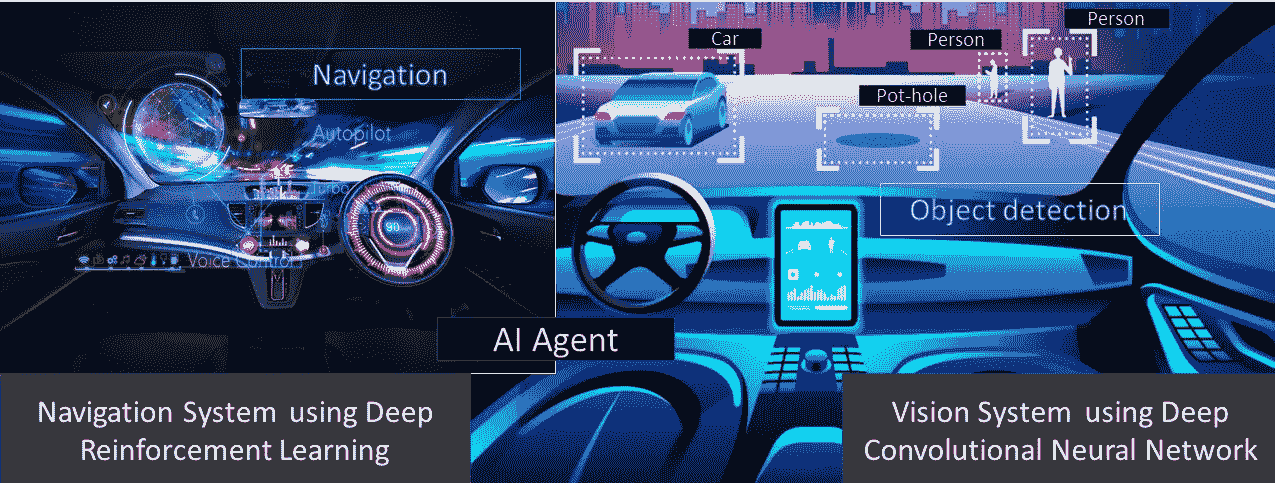 Navigation
Autopilot
Turbo
Voice Control
90
Car
Person
Person
Pot-hole
Object detection
AI Agent
Navigation System using Deep
Reinforcement Learning
Vision System using Deep
Convolutional Neural Network